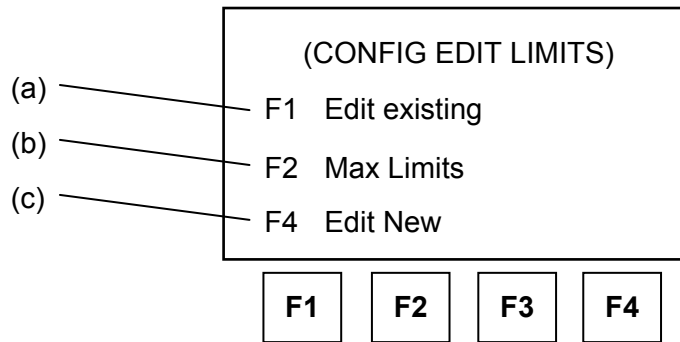 (CONFIG EDIT LIMITS)
(a)
F1 Edit existing
(b)
F2 Max Limits
(c)
F4 Edit New
F1 F2 F3 F4